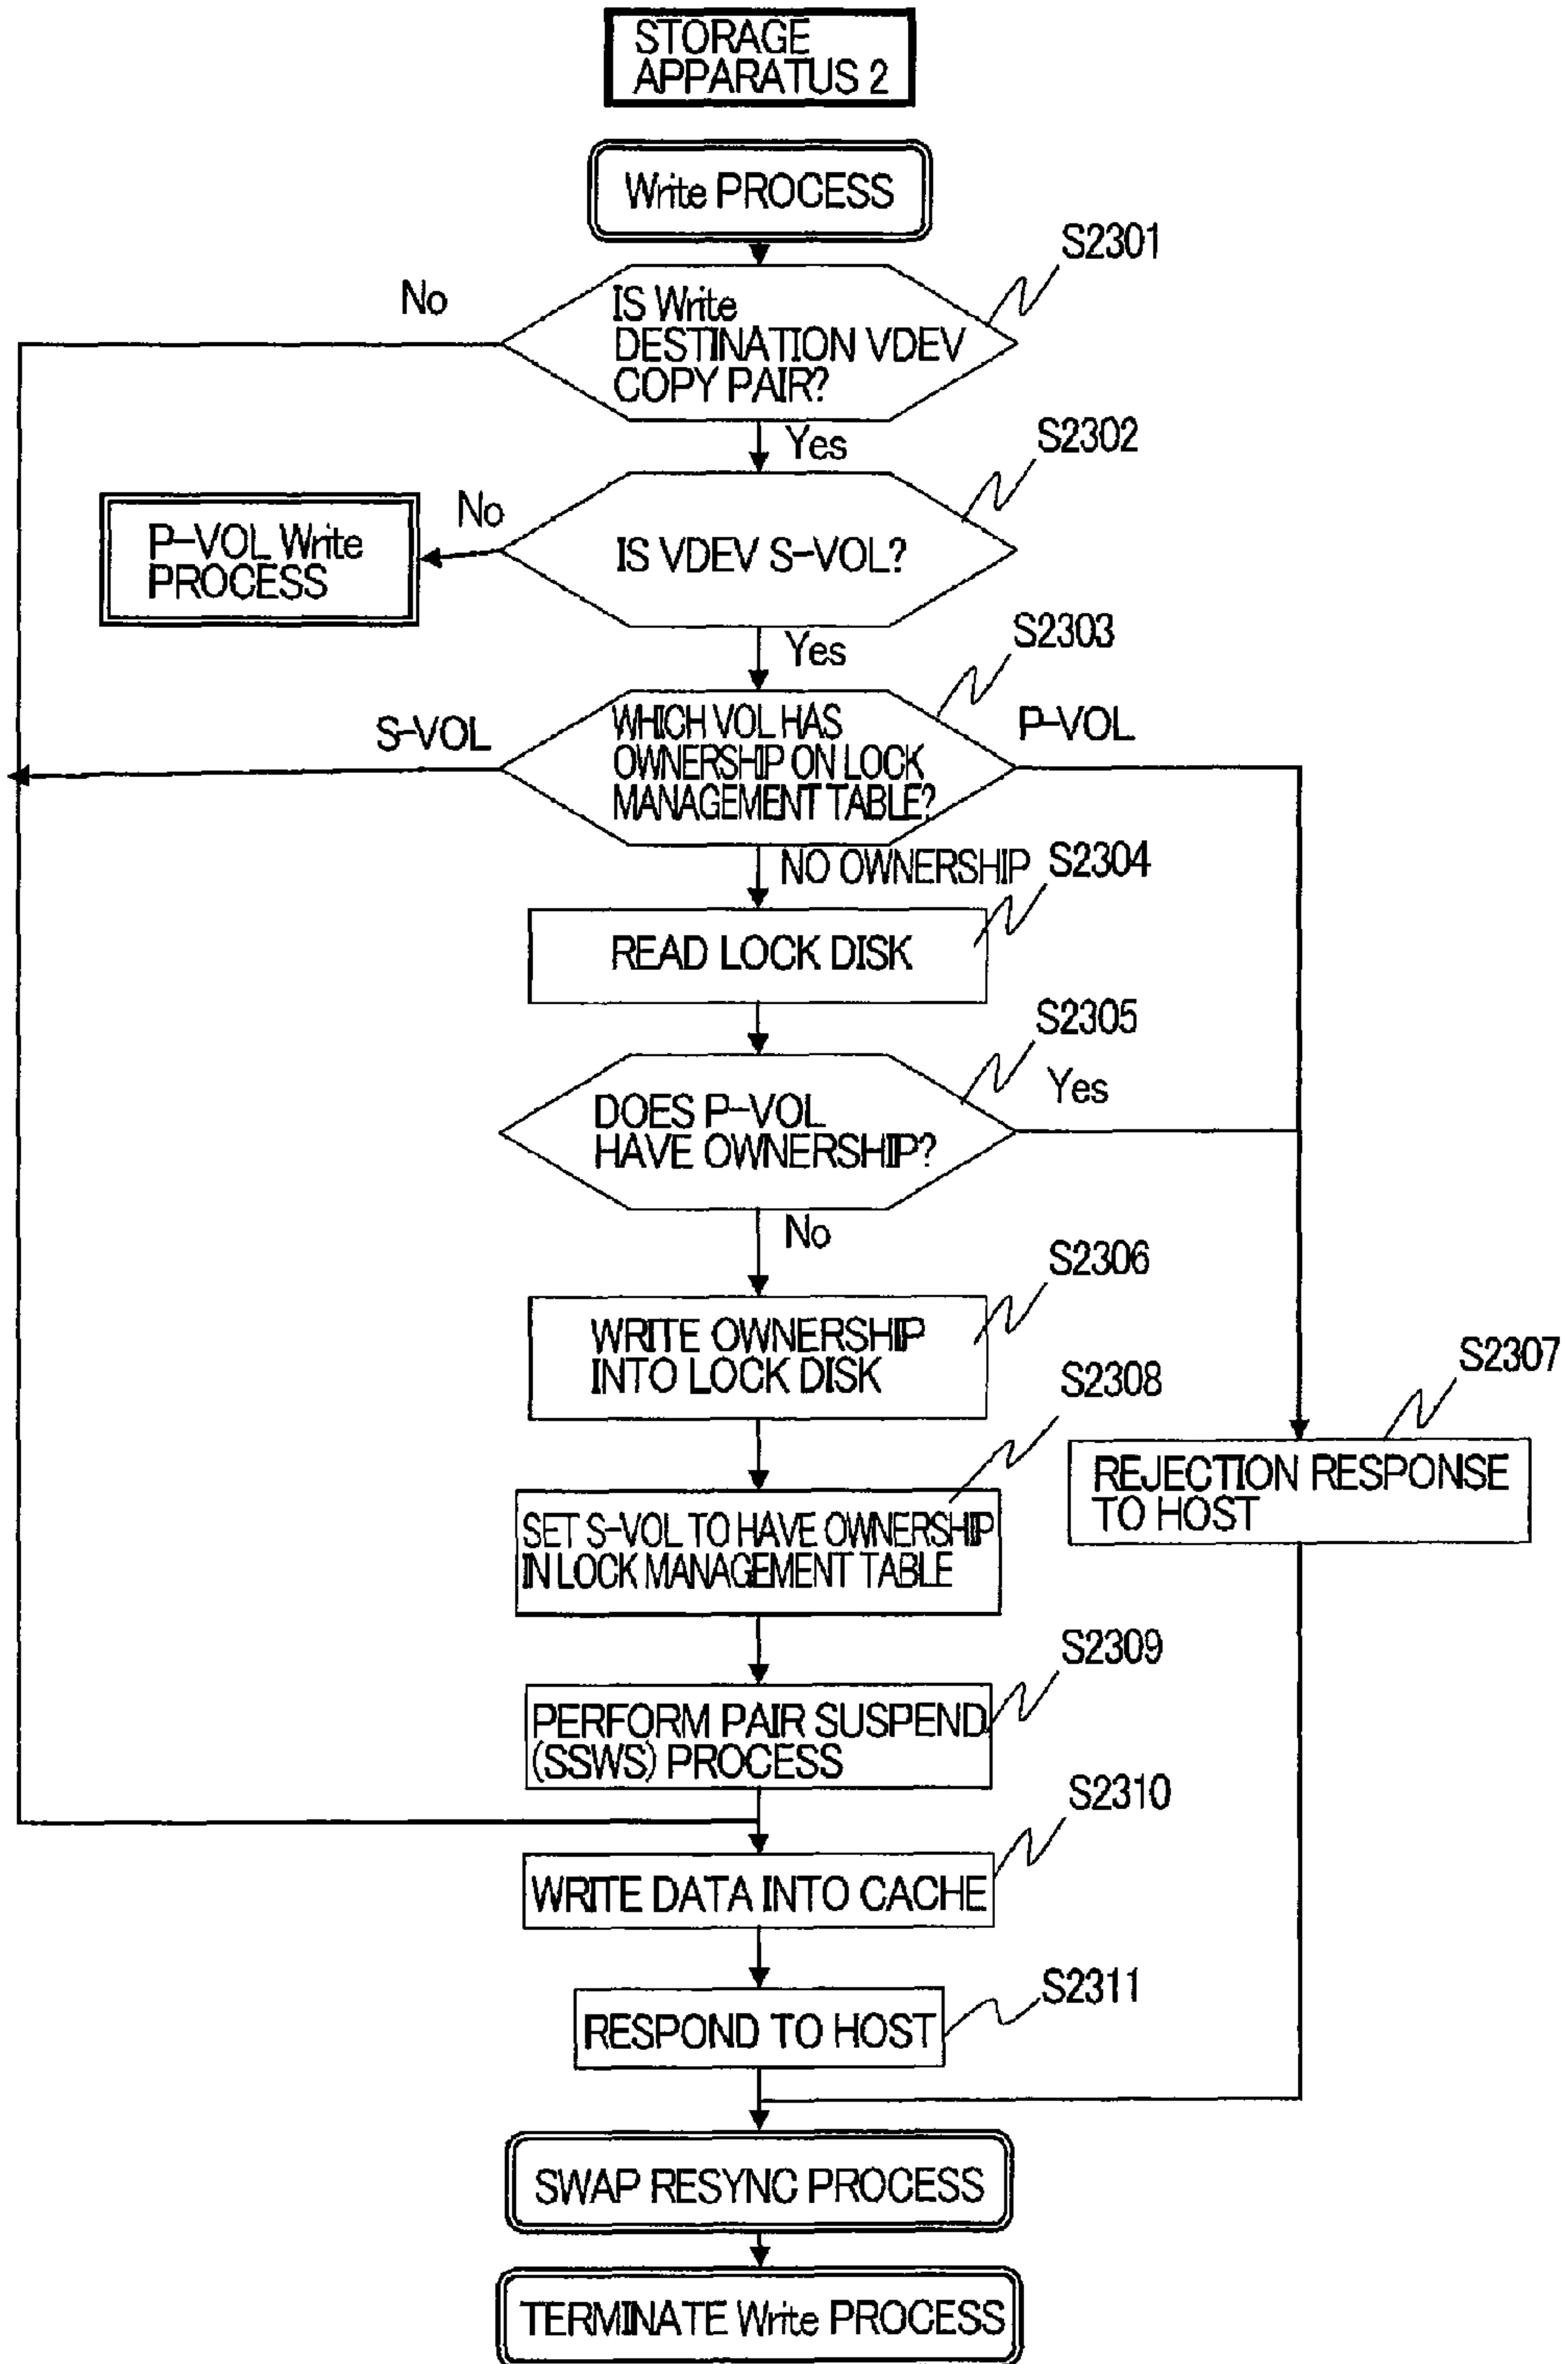 STORAGE
APPARATUS 2
Write PROCESS
S2301
No
IS Write
DESTINATION VDEV
COPY PAIR?
Yes
S2302
No
P-VOL Write
PROCESS
IS VDEV S-VOL?
Yes
S2303
S-VOL
WHICH VOL HAS
OWNERSHIP ON LOCK
MANAGEMENT TABLE?
P-VOL
NO OWNERSHIP
S2304
READ LOCK DISK
S2305
DOES P-VOL
HAVE OWNERSHIP?
Yes
No
S2306
WRITE OWNERSHIP
INTO LOCK DISK
S2307
REJECTION RESPONSE
TO HOST
S2308
SET S-VOL TO HAVE OWNERSHIP
IN LOCK MANAGEMENT TABLE
S2309
PERFORM PAIR SUSPEND
(SSWS) PROCESS
S2310
WRITE DATA INTO CACHE
S2311
RESPOND TO HOST
SWAP RESYNC PROCESS
TERMINATE Write PROCESS